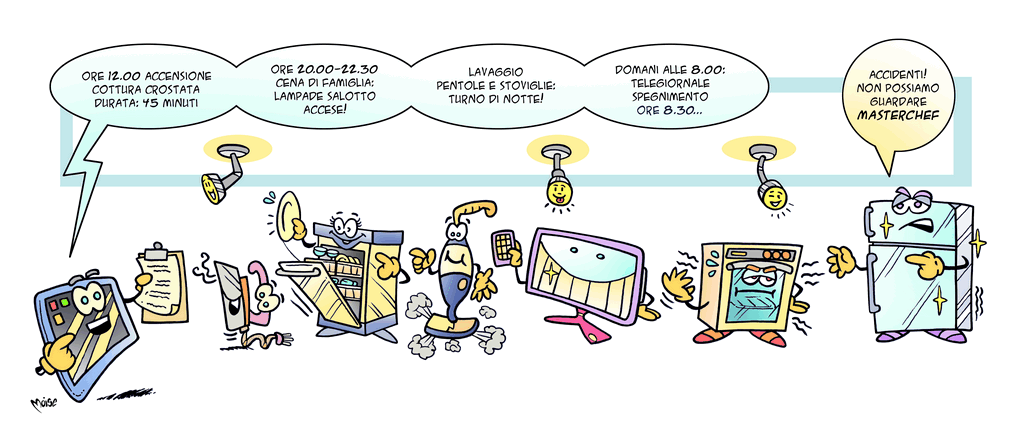 ORE 12.00 ACCENSIONE
COTTURA CROSTATA
DURATA: 45 MINUTI
ORE 20.00-22.30
CENA DI FAMIGLIA:
LAMPADE SALOTTO
ACCESE!
LAVAGGIO
PENTOLE E STOVIGLIE:
TURNO DI NOTTE!
DOMANI ALLE 8.00:
TELEGIORNALE
SPEGNIMENTO
ORE 8.30...
ACCIDENTI!
NON POSSIAMO
GUARDARE
MASTERCHEF
Moise